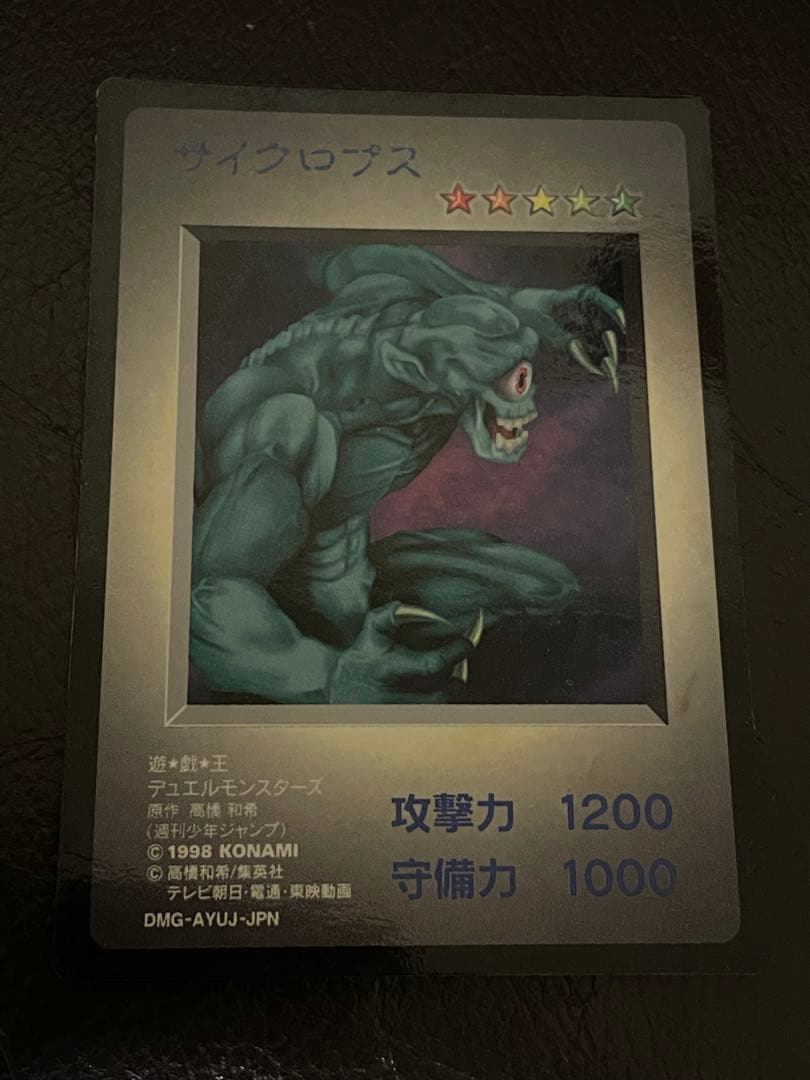 サイクロプス
遊★戯★王
デュエルモンスターズ
原作 高橋 和希
(週刊少年ジャンプ)
© 1998 KONAMI
© 高橋和希/集英社
テレビ朝日・電通・東映動画
DMG-AYUJ-JPN
攻撃力 1200
守備力 1000